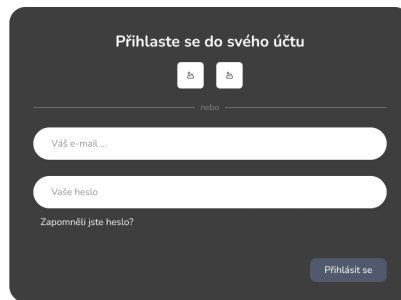 Přihlaste se do svého účtu
nebo
Váš e-mail ...
Vaše heslo
Zapomněli jste heslo?
Přihlásit se